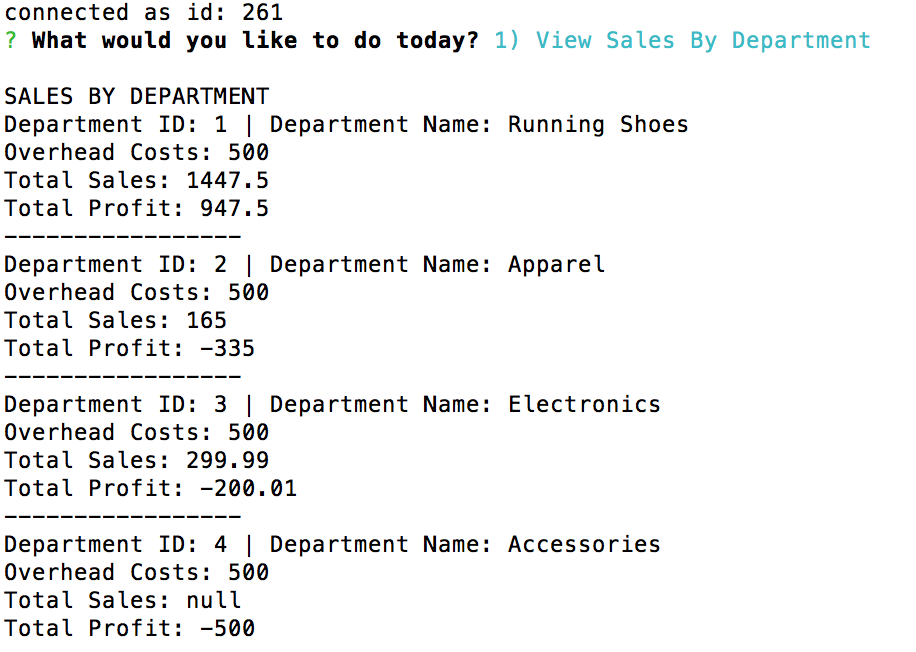 connected as id: 261
? What would you like to do today? 1) View Sales By Department
SALES BY DEPARTMENT
Department ID: 1 | Department Name: Running Shoes
Overhead Costs: 500
Total Sales: 1447.5
Total Profit: 947.5
-----------------
Department ID: 2 | Department Name: Apparel
Overhead Costs: 500
Total Sales: 165
Total Profit: -335
-----------------
Department ID: 3 | Department Name: Electronics
Overhead Costs: 500
Total Sales: 299.99
Total Profit: -200.01
-----------------
Department ID: 4 | Department Name: Accessories
Overhead Costs: 500
Total Sales: null
Total Profit: -500